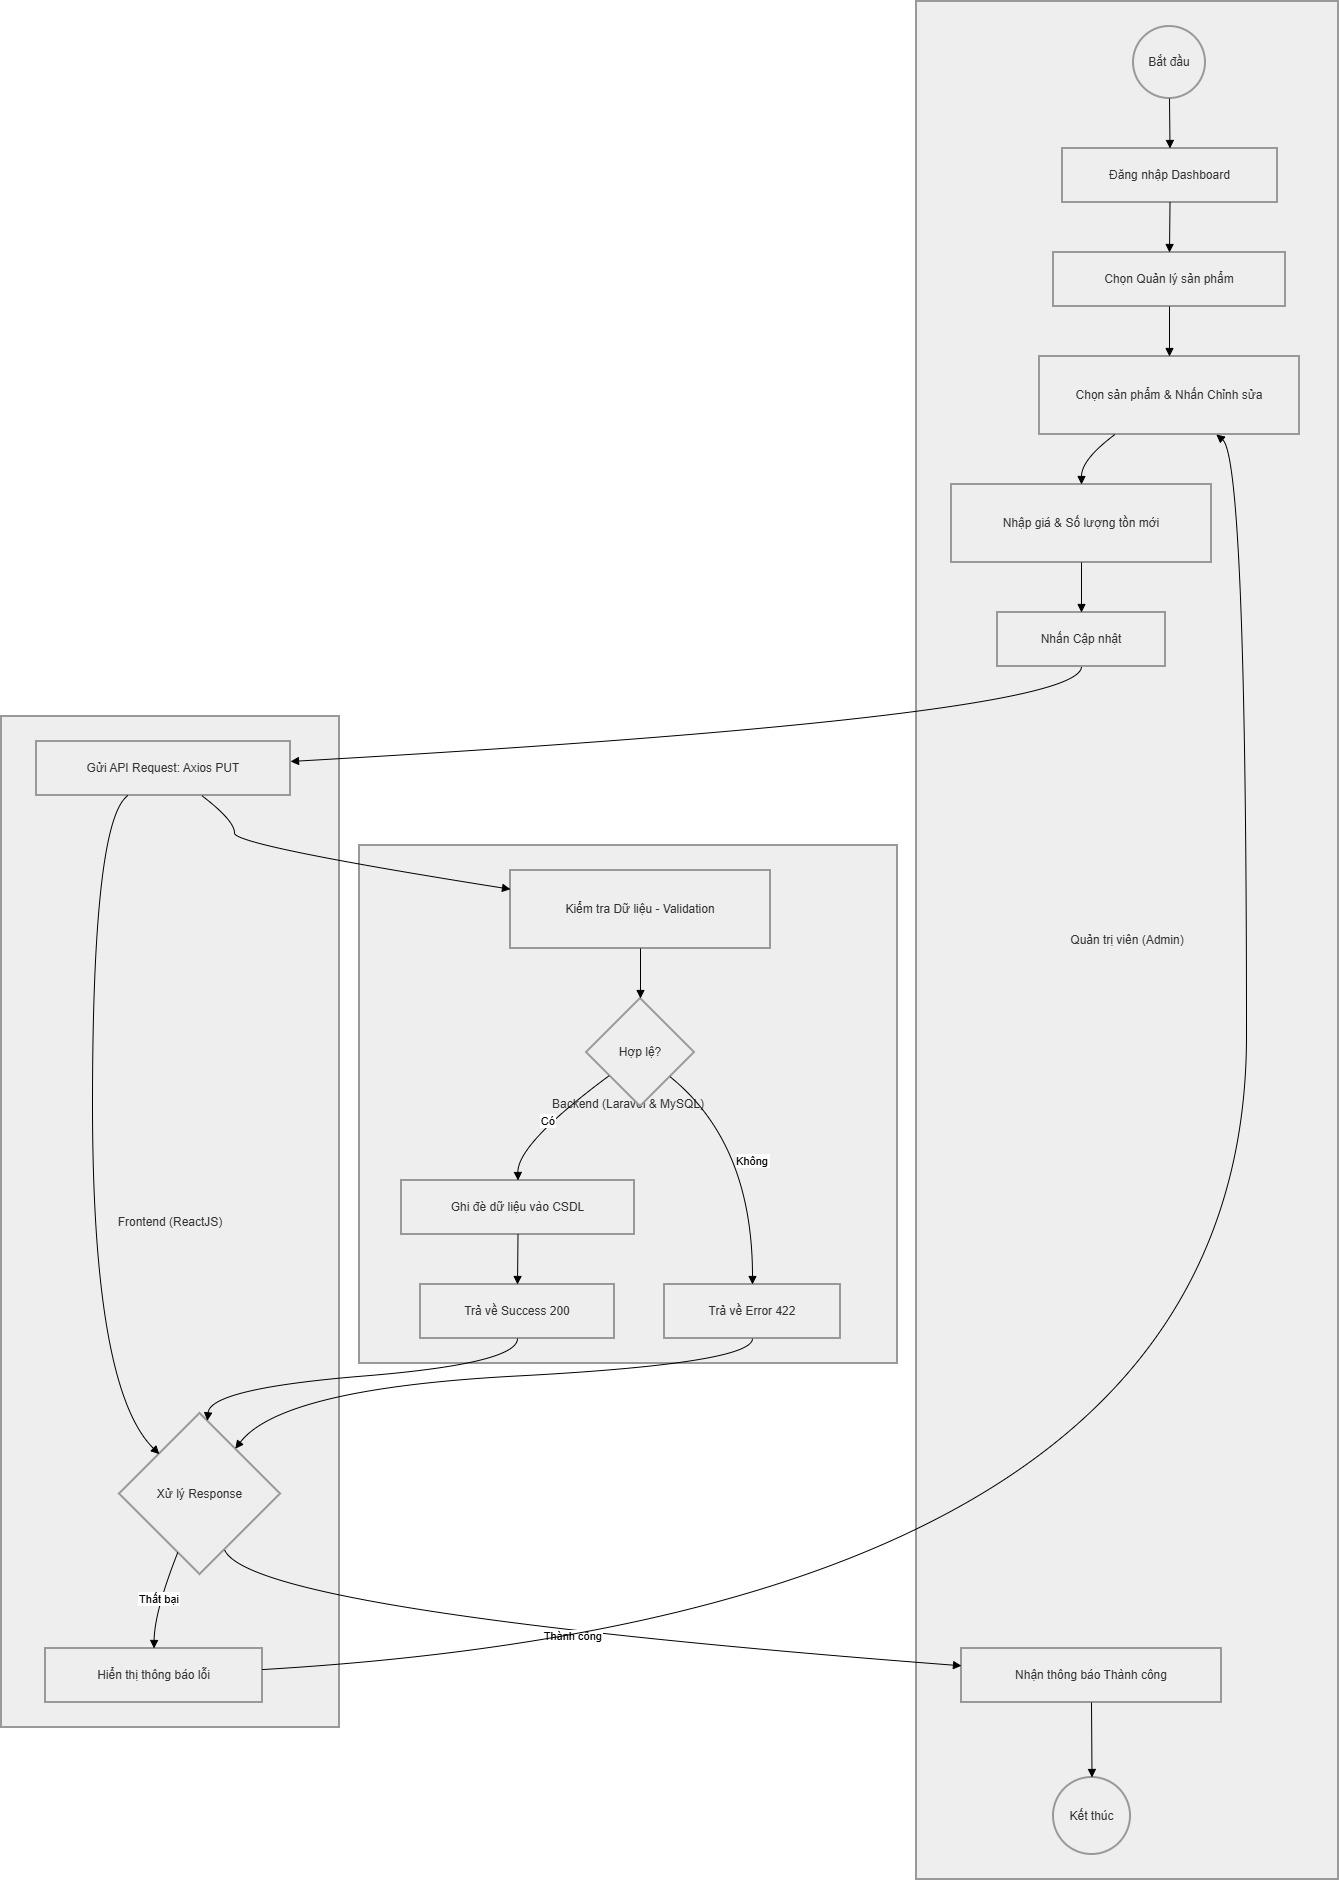 Bắt đầu
Đăng nhập Dashboard
Chọn Quản lý sản phẩm
Chọn sản phẩm & Nhấn Chỉnh sửa
Nhập giá & Số lượng tồn mới
Nhấn Cập nhật
Gửi API Request: Axios PUT
Kiểm tra Dữ liệu - Validation
Quản trị viên (Admin)
Hợp lệ?
Backend (Laravel & MySQL)
Có
Không
Ghi đè dữ liệu vào CSDL
Frontend (ReactJS)
Trả về Success 200
Trả về Error 422
Xử lý Response
Thất bại
Thành công
Hiển thị thông báo lỗi
Nhận thông báo Thành công
Kết thúc